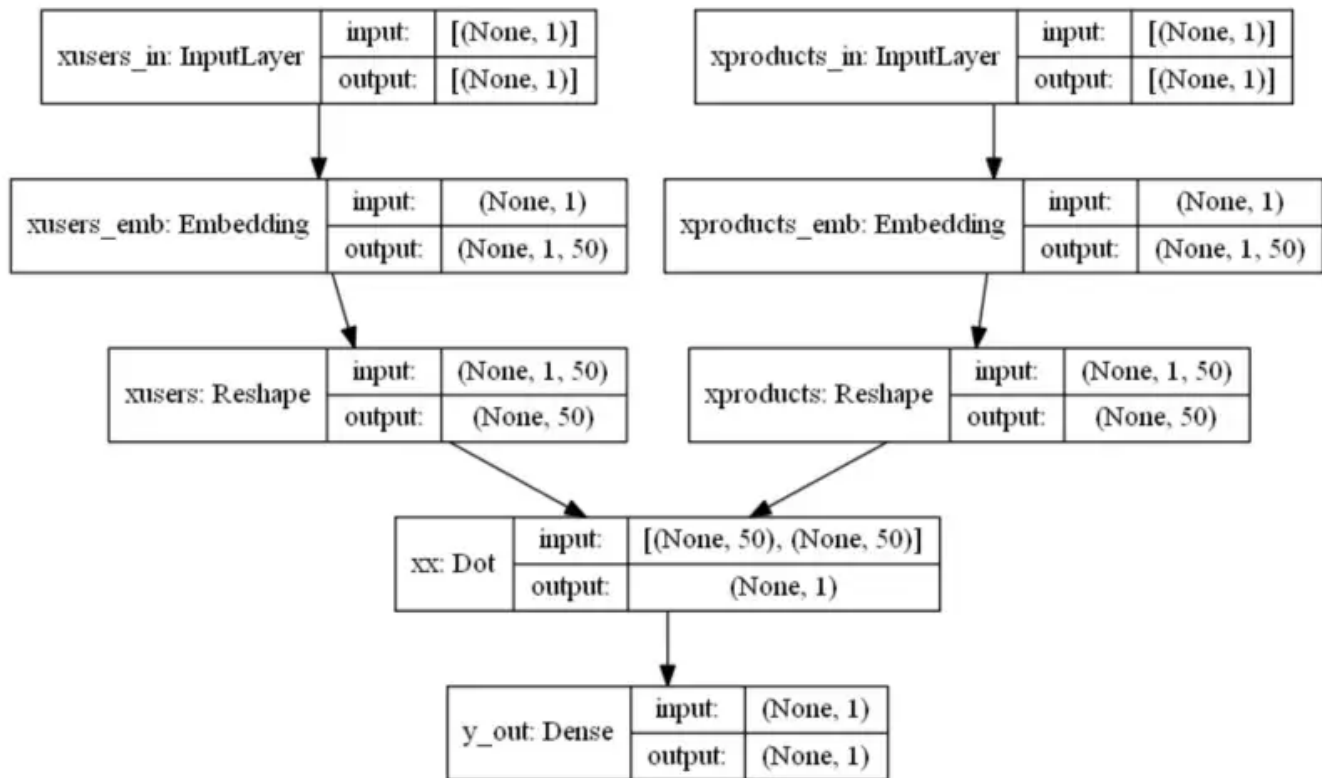 xusers_in: InputLayer
input: [(None, 1)]
output: [(None, 1)]
xproducts_in: InputLayer
input: [(None, 1)]
output: [(None, 1)]
xusers_emb: Embedding
input: (None, 1)
output: (None, 1, 50)
xproducts_emb: Embedding
input: (None, 1)
output: (None, 1, 50)
xusers: Reshape
input: (None, 1, 50)
output: (None, 50)
xproducts: Reshape
input: (None, 1, 50)
output: (None, 50)
xx: Dot
input: [(None, 50), (None, 50)]
output: (None, 1)
y_out: Dense
input: (None, 1)
output: (None, 1)